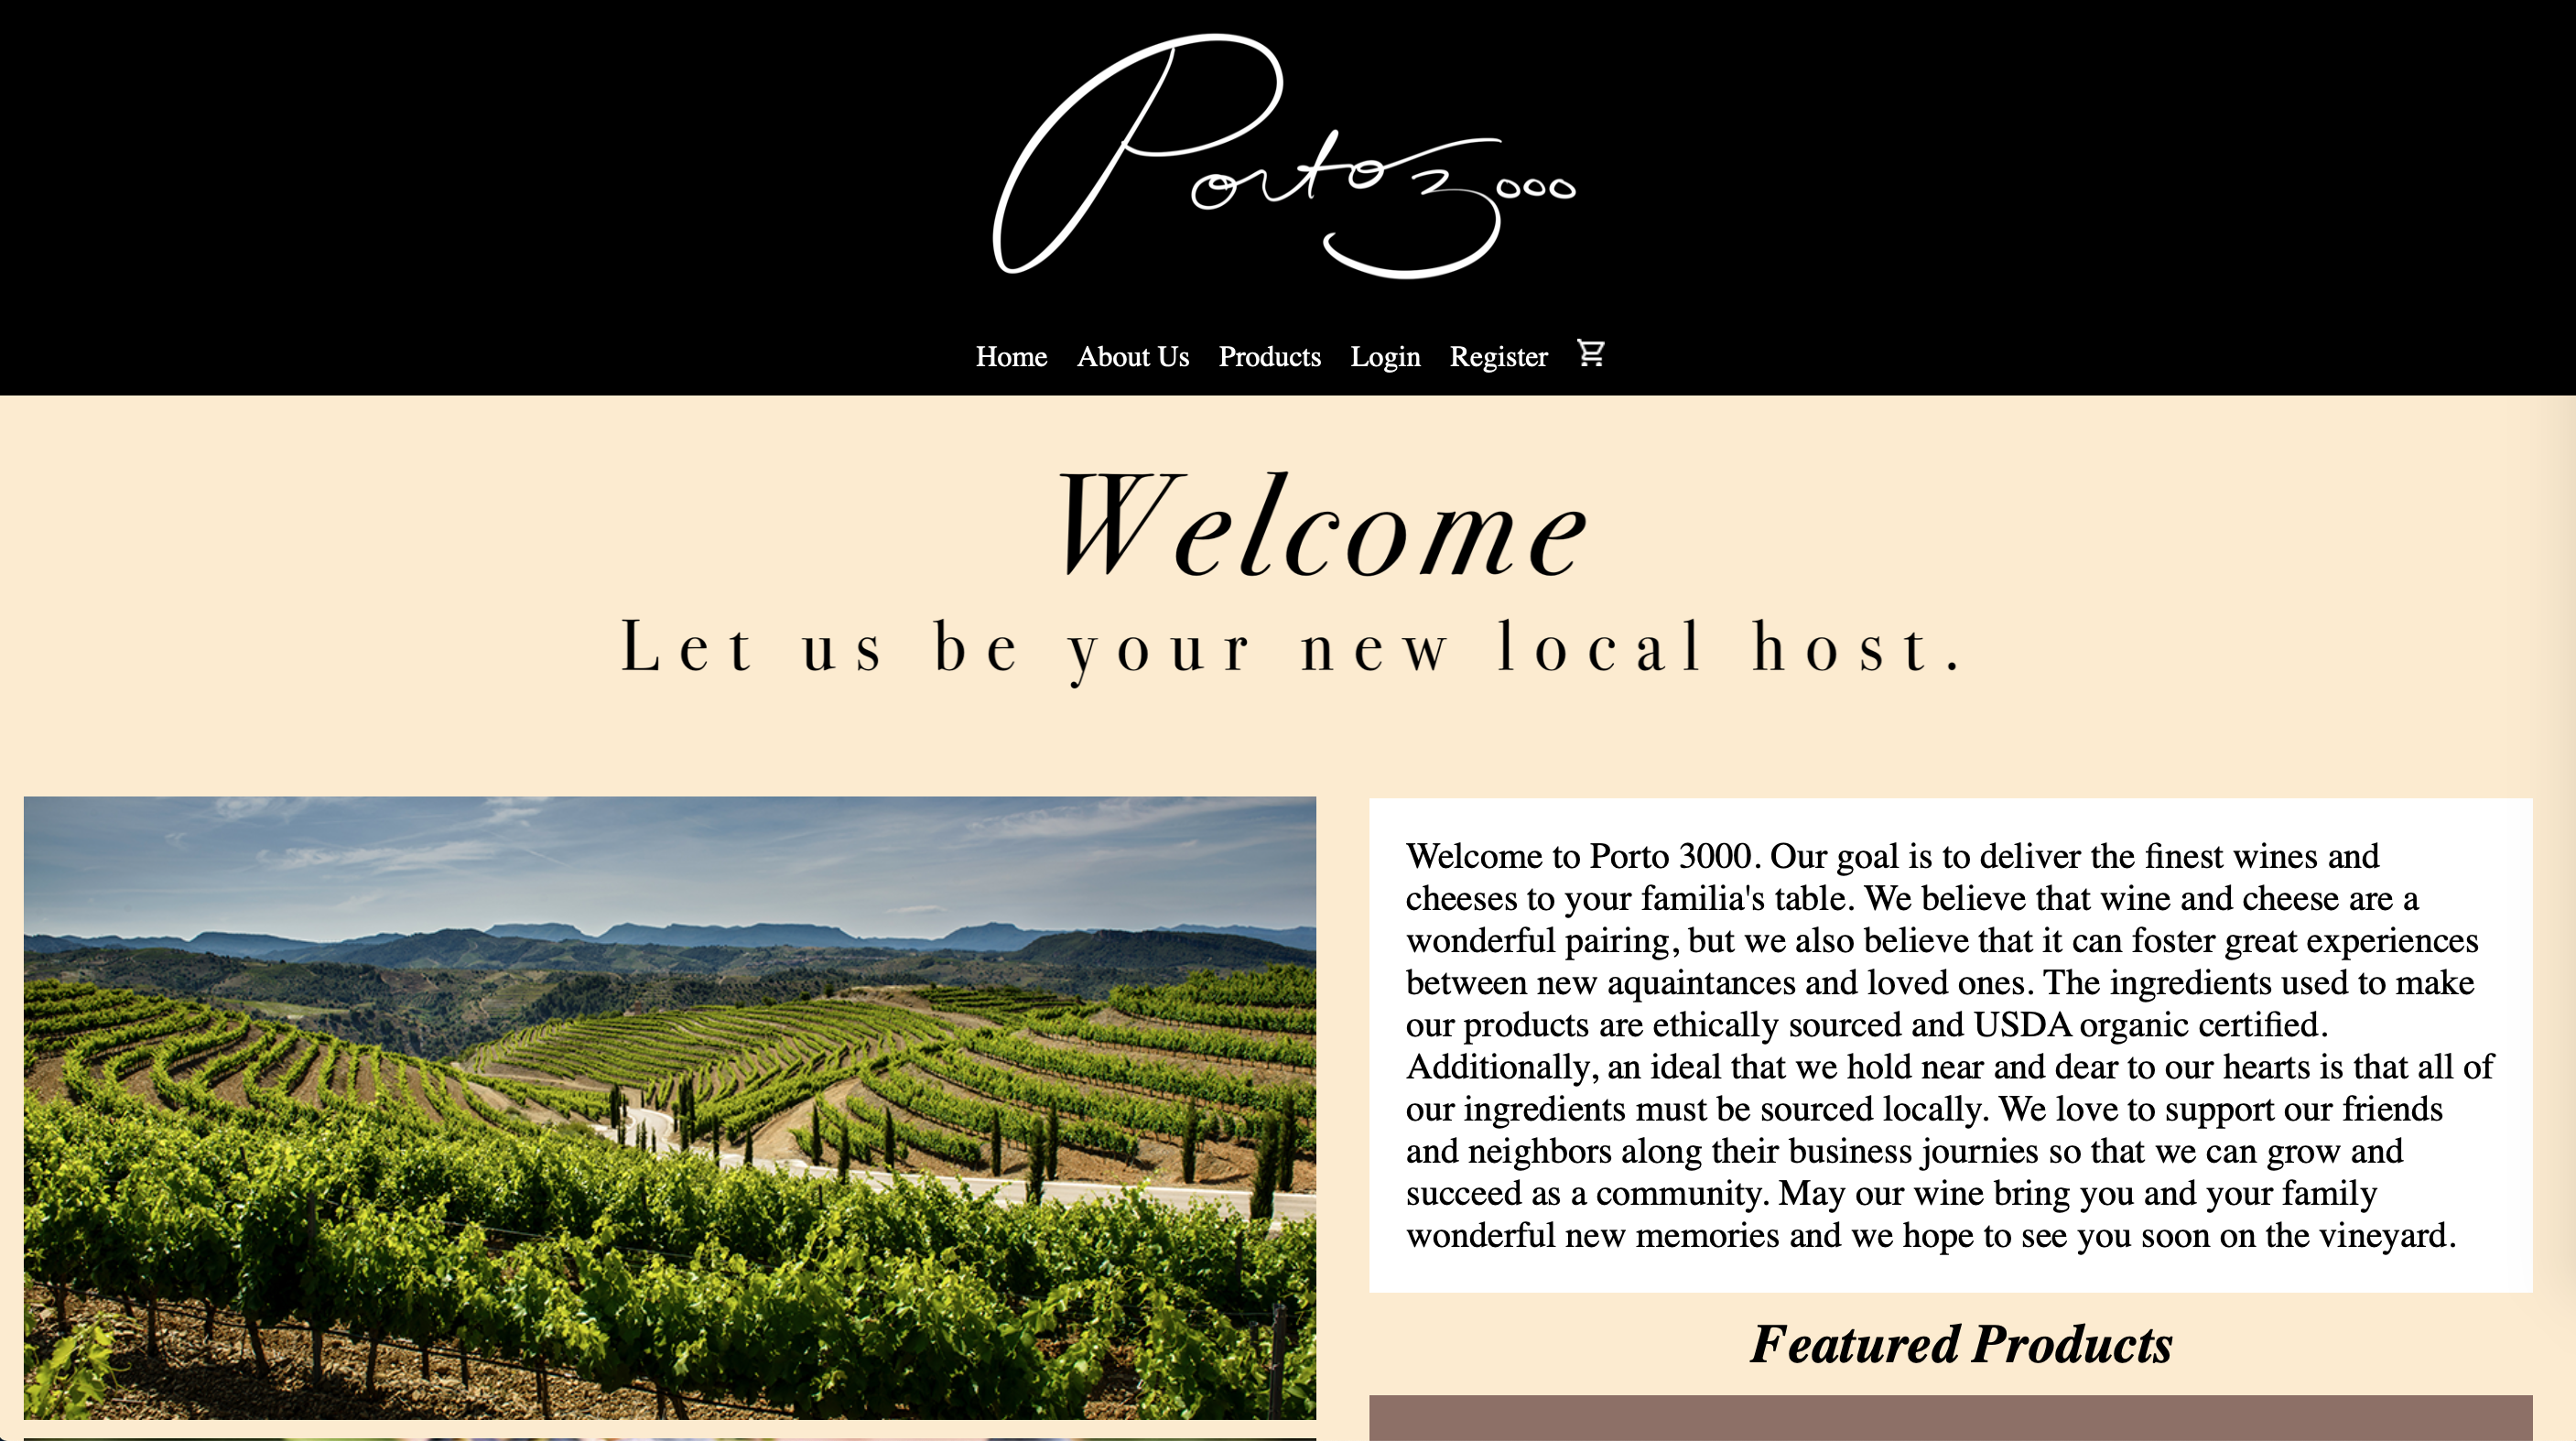 Porto 3000
Home About Us Products Login Register
Welcome
Let us be your new local host.
Welcome to Porto 3000. Our goal is to deliver the finest wines and
cheeses to your familia's table. We believe that wine and cheese are a
wonderful pairing, but we also believe that it can foster great experiences
between new aquaintances and loved ones. The ingredients used to make
our products are ethically sourced and USDA organic certified.
Additionally, an ideal that we hold near and dear to our hearts is that all of
our ingredients must be sourced locally. We love to support our friends
and neighbors along their business journies so that we can grow and
succeed as a community. May our wine bring you and your family
wonderful new memories and we hope to see you soon on the vineyard.
Featured Products